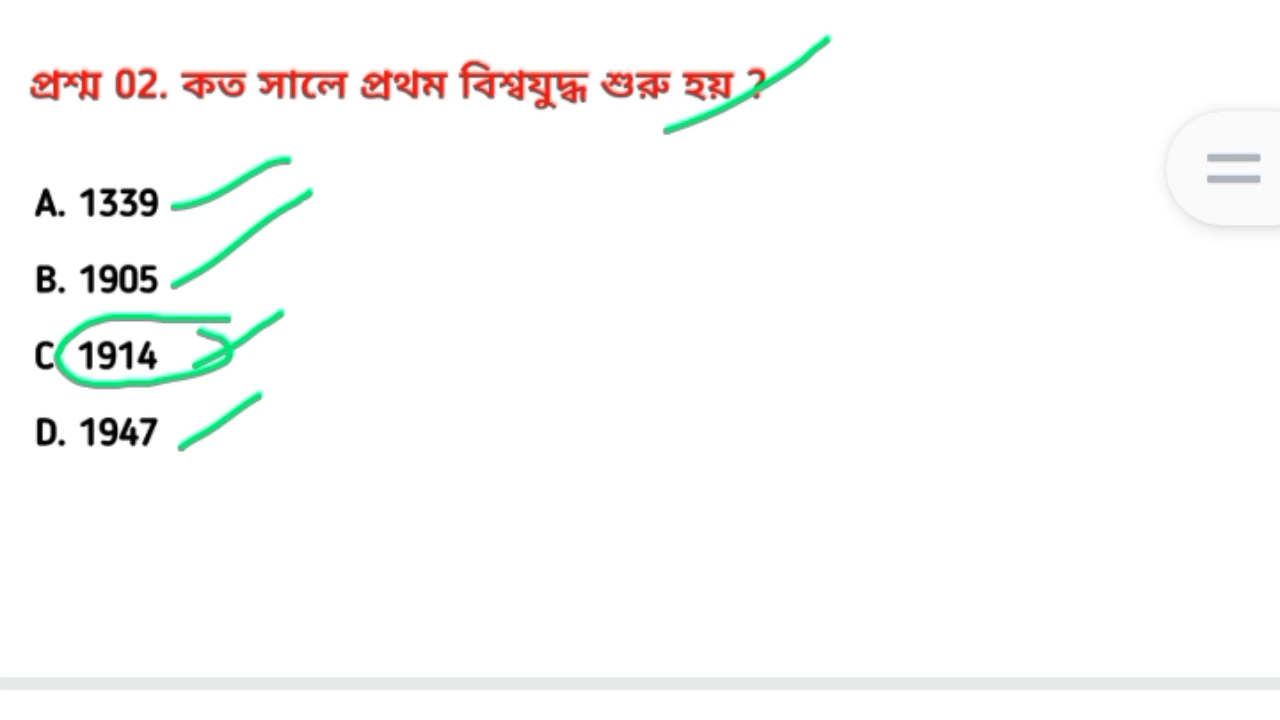 প্রশ্ম 02. কত সালে প্রথম বিশ্বযুদ্ধ শুরু হয় ?
A. 1339
B. 1905
C 1914
D. 1947